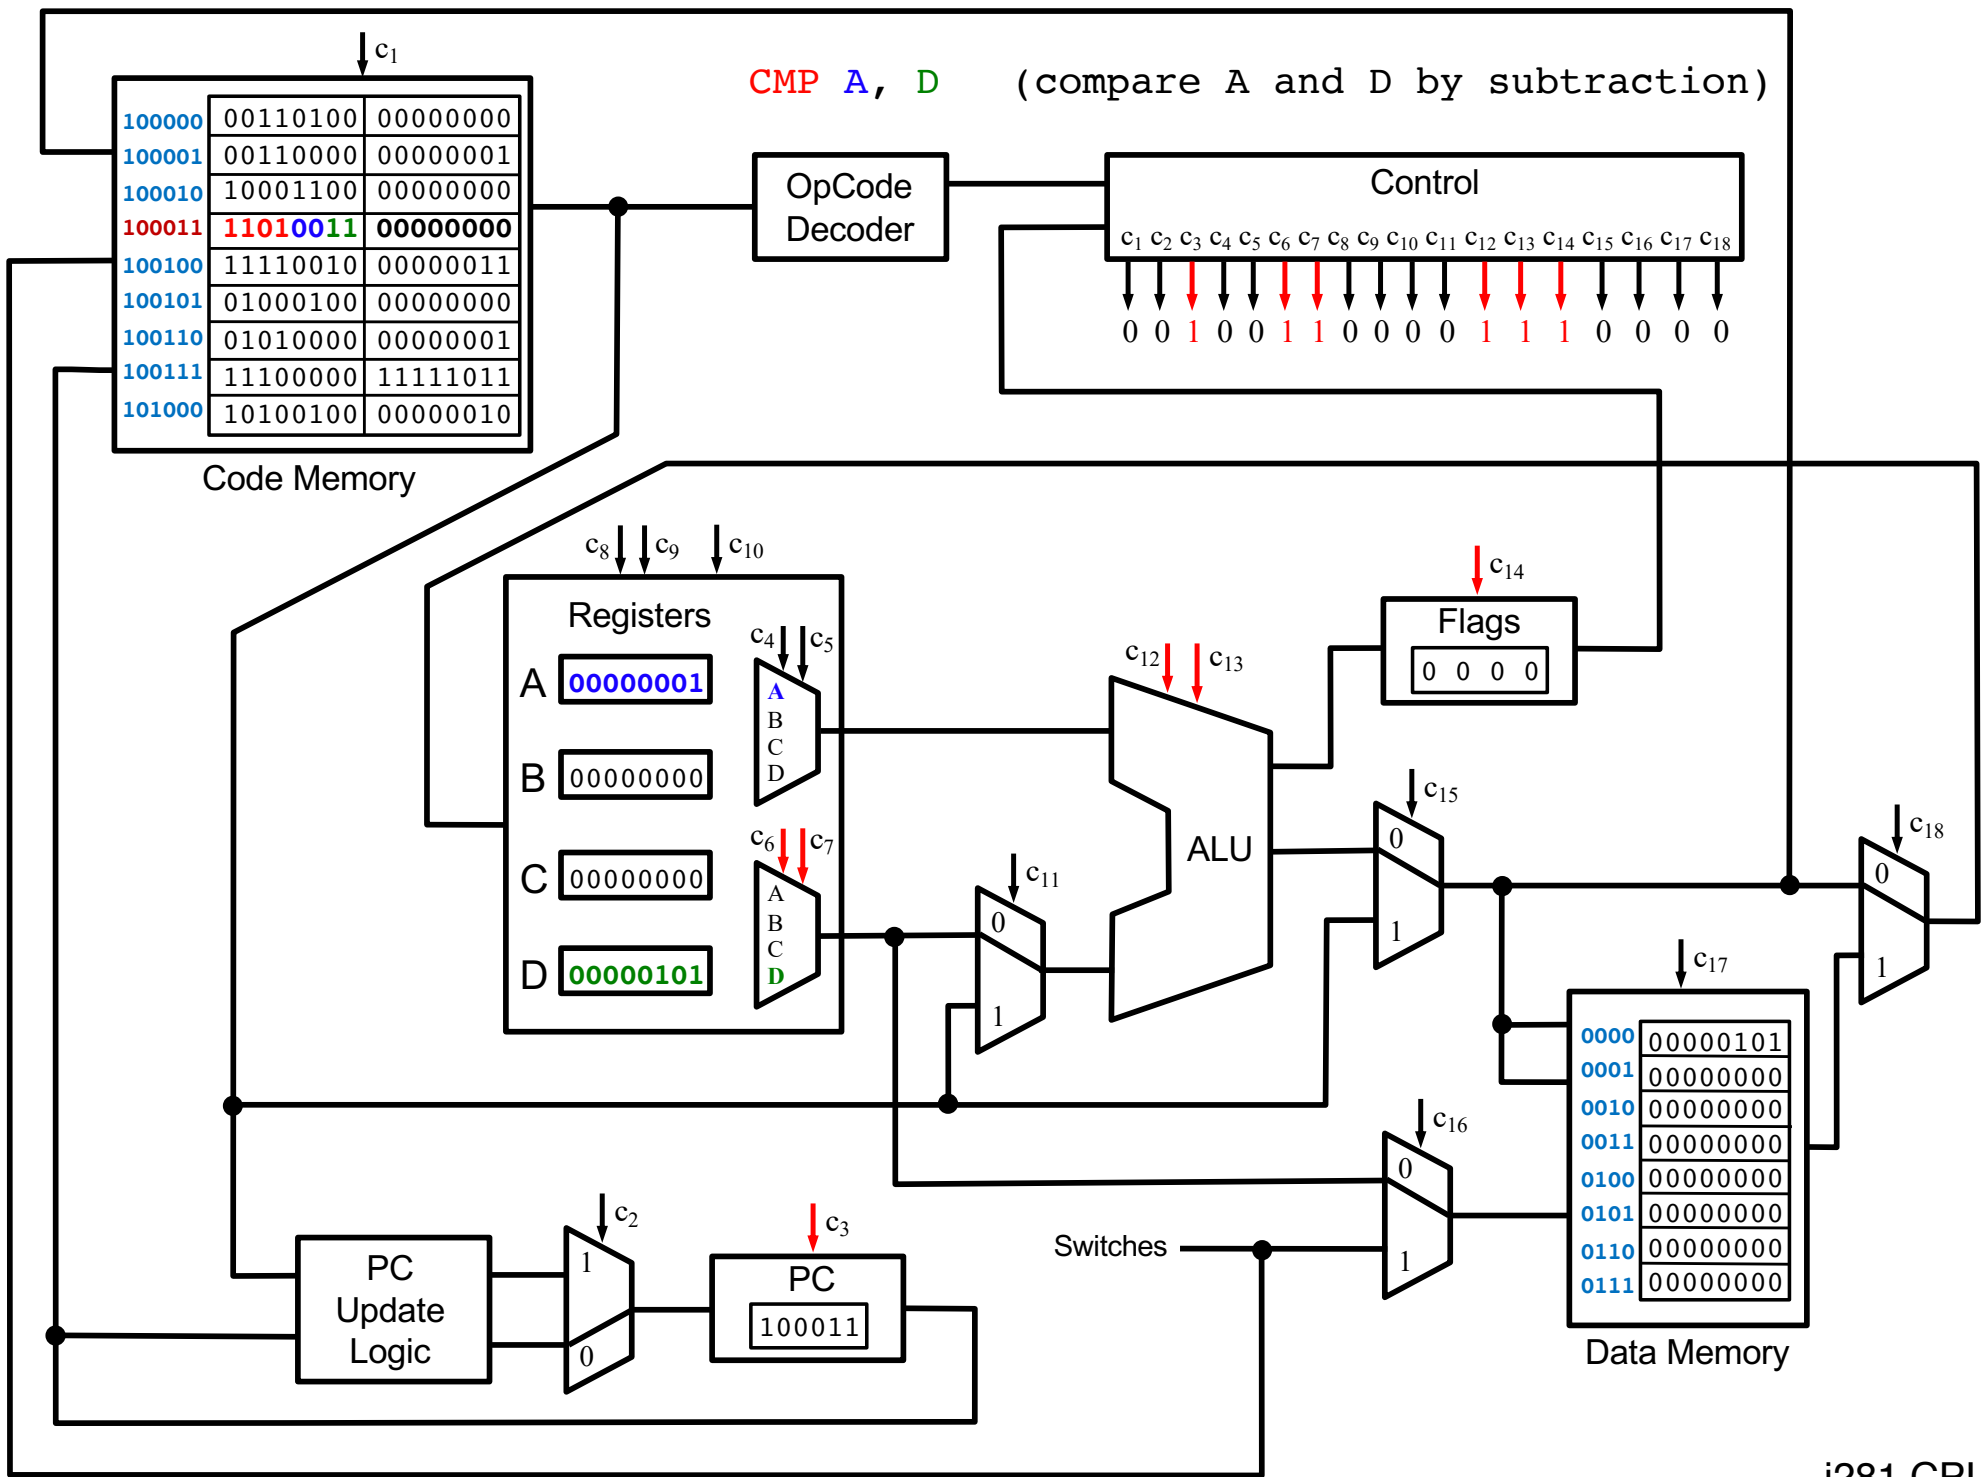 c1
CMP A, D (compare A and D by subtraction)
100000 00110100 00000000
100001 00110000 00000001
100010 10001100 00000000
100011 11010011 00000000
100100 11110010 00000011
100101 01000100 00000000
100110 01010000 00000001
100111 11100000 11111011
101000 10100100 00000010
Code Memory
OpCode
Decoder
Control
c1 c2 c3 c4 c5 c6 c7 c8 c9 c10 c11 c12 c13 c14 c15 c16 c17 c18
0 0 1 0 0 1 1 0 0 0 0 1 1 1 0 0 0 0
c8 c9 c10
Registers
A 00000001
B 00000000
C 00000000
D 00000101
c4 c5
A
B
C
D
c6 c7
A
B
C
D
c11
0
1
c12 c13
ALU
c14
Flags
0 0 0 0
c15
0
1
c18
0
1
c16
0
1
Switches
c17
0000 00000101
0001 00000000
0010 00000000
0011 00000000
0100 00000000
0101 00000000
0110 00000000
0111 00000000
Data Memory
PC
Update
Logic
c2
1
0
c3
PC
100011